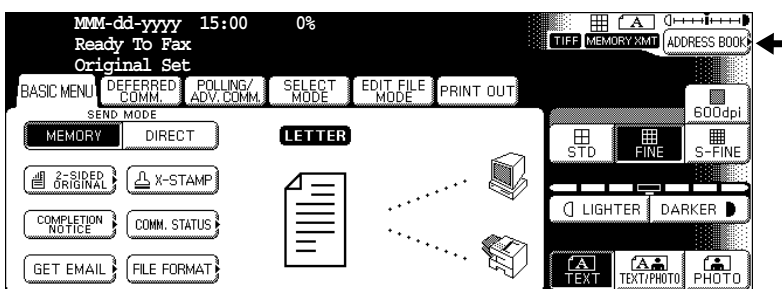 MMM-dd-yyyy 15:00 0%
Ready To Fax
Original Set
TIFF MEMORY XMT ADDRESS BOOK
BASIC MENU DEFERRED COMM. POLLING/ADV. COMM. SELECT MODE EDIT FILE MODE PRINT OUT
SEND MODE
MEMORY DIRECT
LETTER
2-SIDED ORIGINAL X-STAMP
COMPLETION NOTICE COMM. STATUS
GET EMAIL FILE FORMAT
600dpi
STD FINE S-FINE
LIGHTER DARKER
TEXT TEXT/PHOTO PHOTO